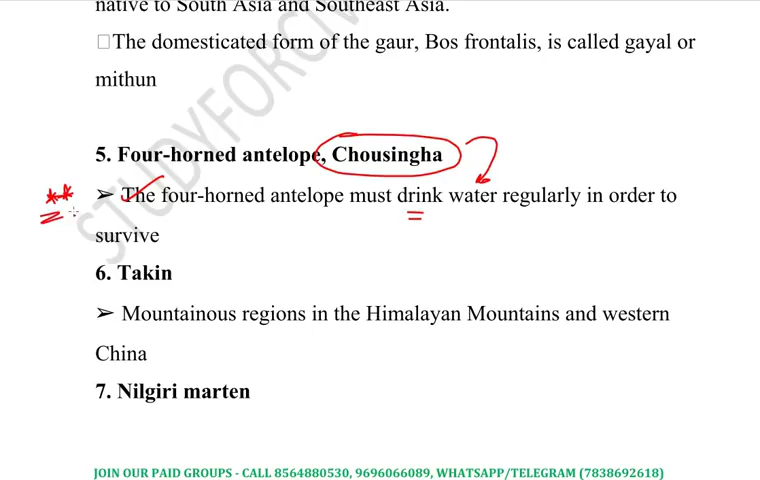 native to South Asia and Southeast Asia.
The domesticated form of the gaur, Bos frontalis, is called gayal or
mithun
5. Four-horned antelope, Chousingha
➢ The four-horned antelope must drink water regularly in order to
survive
6. Takin
➢ Mountainous regions in the Himalayan Mountains and western
China
7. Nilgiri marten
JOIN OUR PAID GROUPS - CALL 8564880530, 9696066089, WHATSAPP/TELEGRAM (7838692618)
STUDYFORCIV